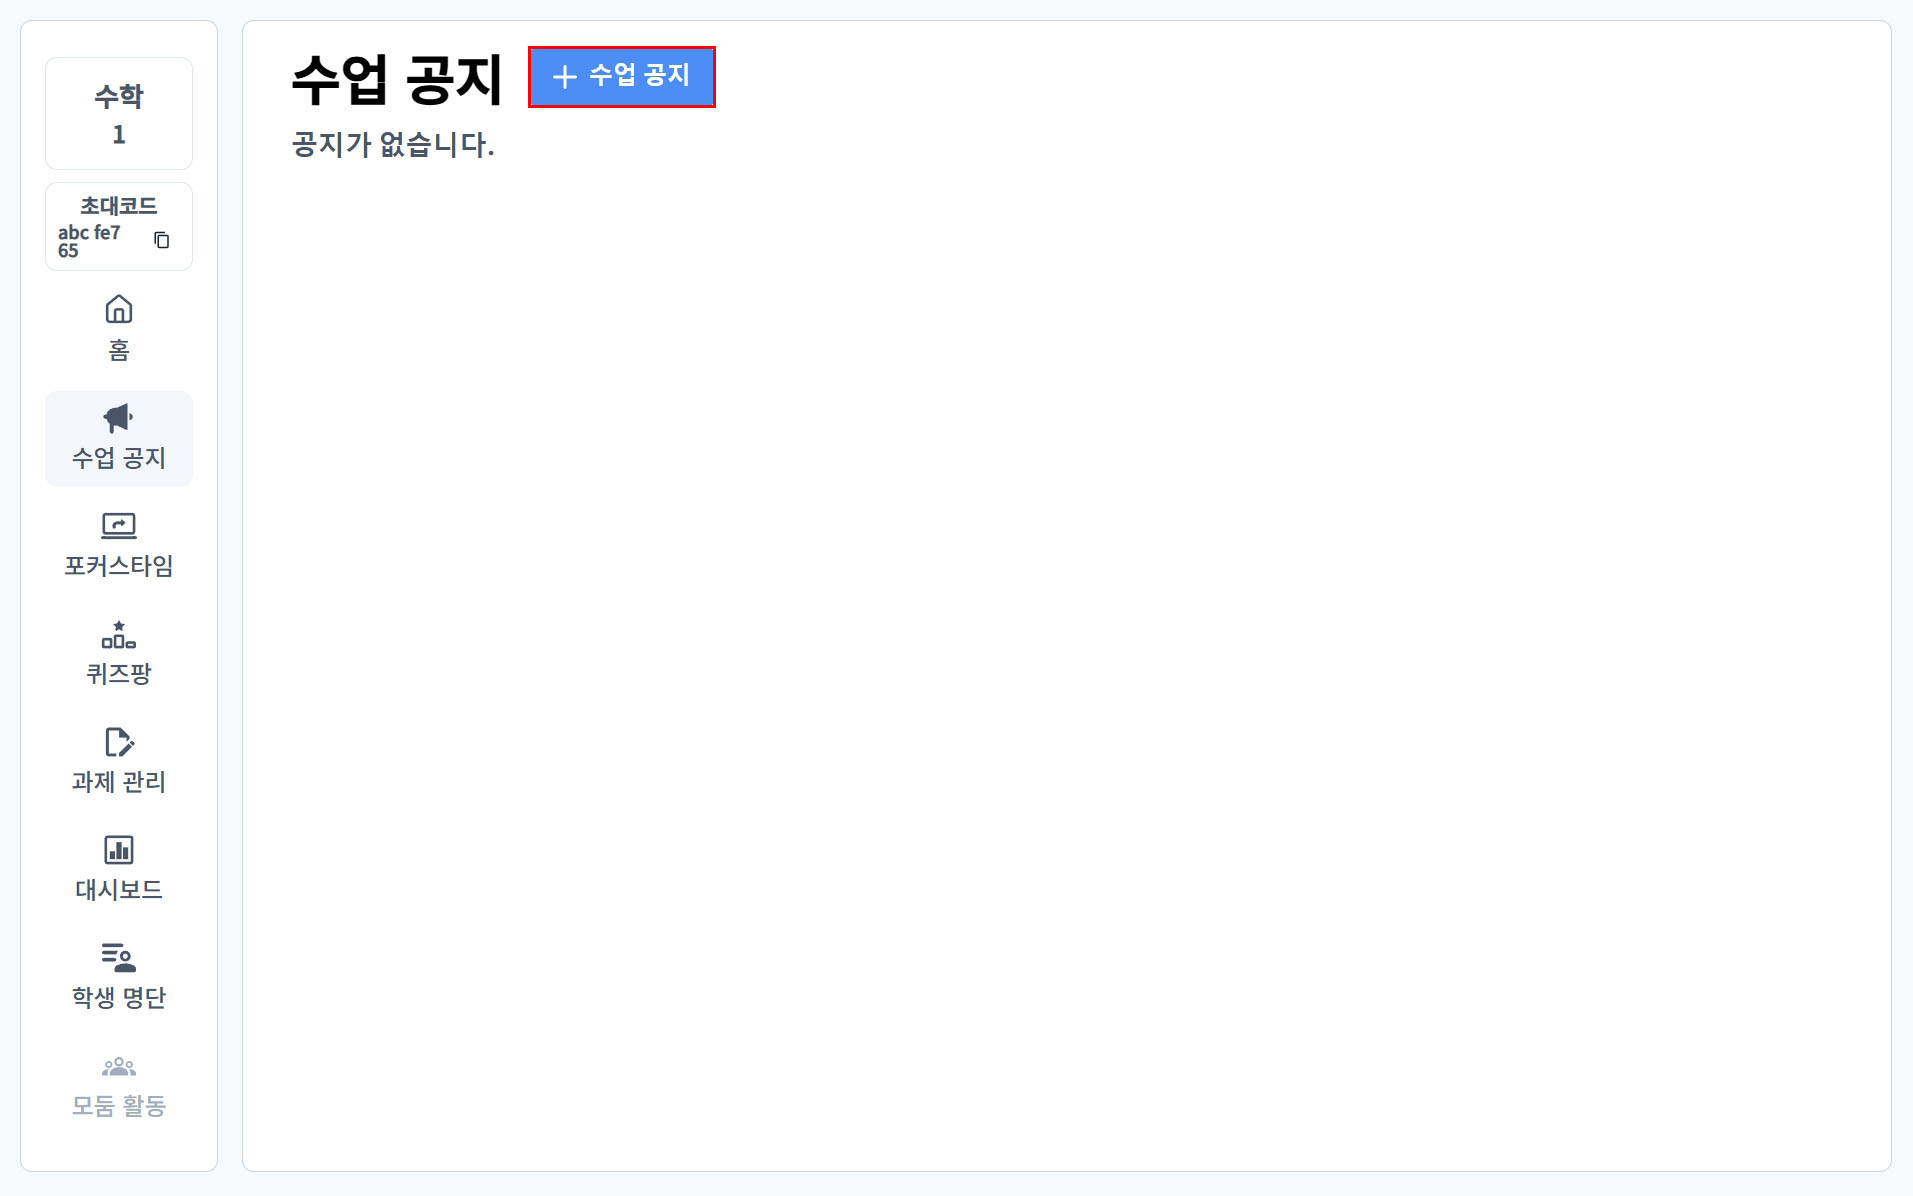 수학
1
초대코드
abc fe7
65
홈
수업 공지
포커스타임
퀴즈팡
과제 관리
대시보드
학생 명단
모둠 활동
수업 공지
수업 공지
공지가 없습니다.